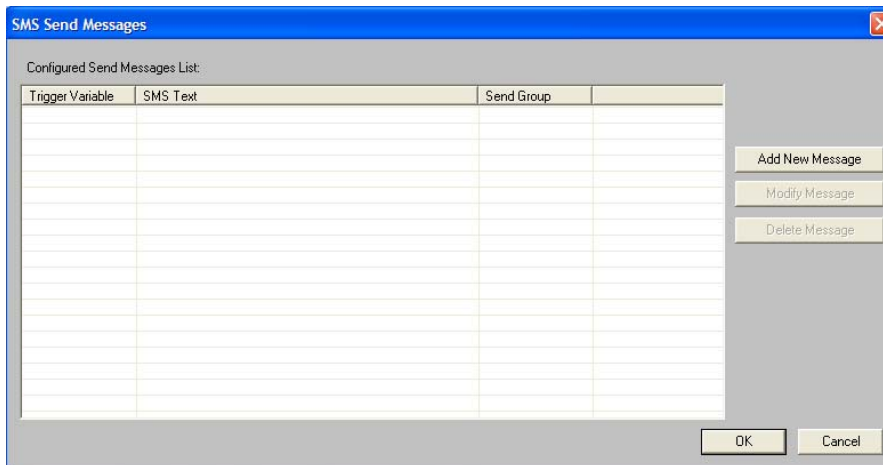 SMS Send Messages
Configured Send Messages List:
Trigger Variable SMS Text Send Group
Add New Message
Modify Message
Delete Message
OK Cancel